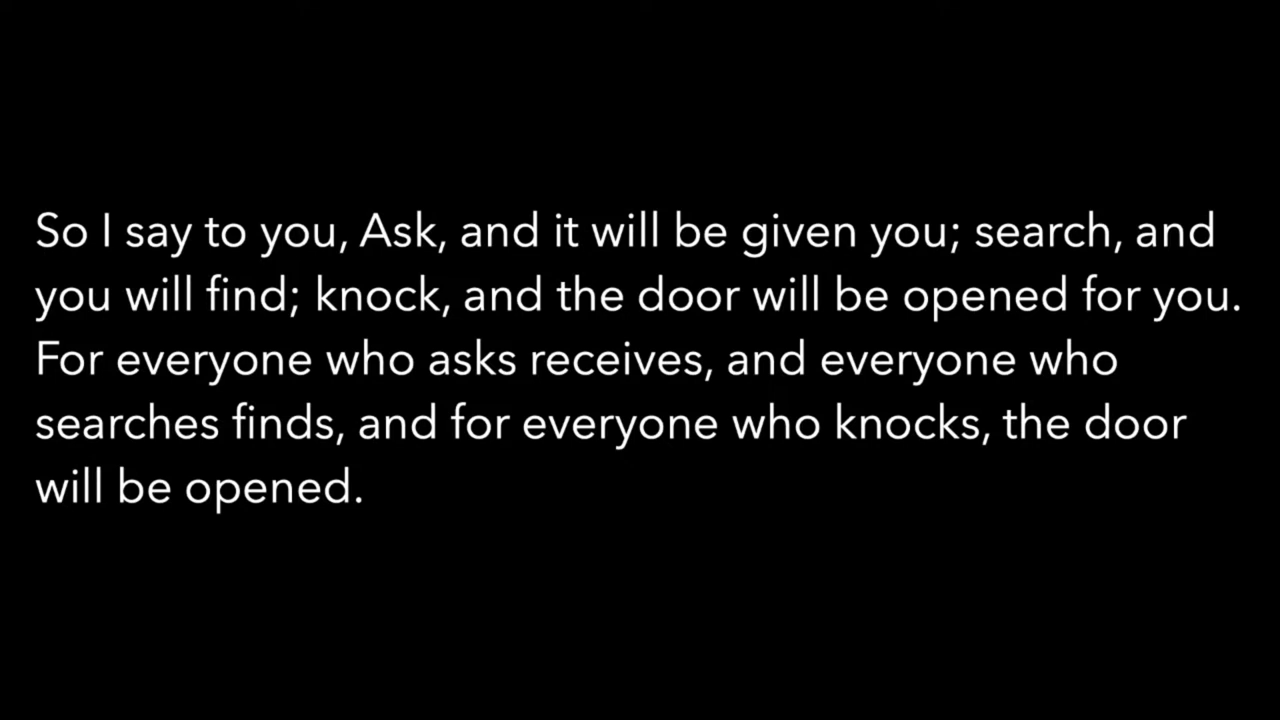 So I say to you, Ask, and it will be given you; search, and
you will find; knock, and the door will be opened for you.
For everyone who asks receives, and everyone who
searches finds, and for everyone who knocks, the door
will be opened.